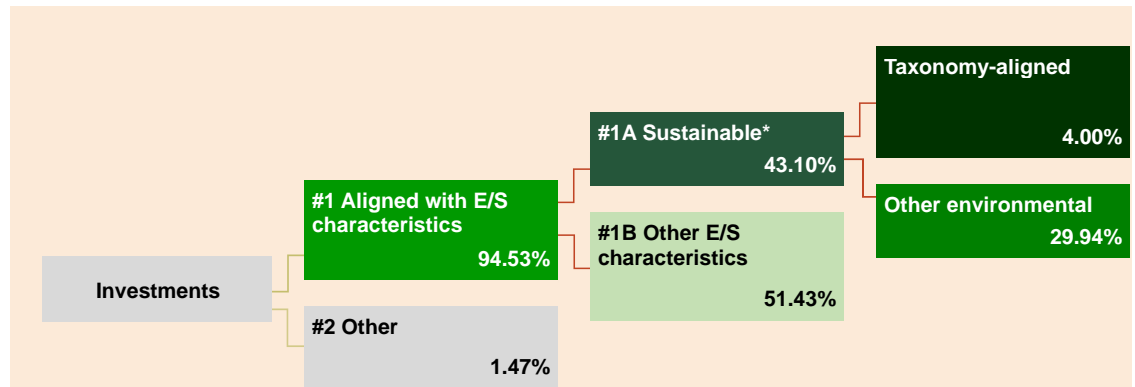 Investments
#1 Aligned with E/S
characteristics
94.53%
#2 Other
1.47%
#1A Sustainable*
43.10%
#1B Other E/S
characteristics
51.43%
Taxonomy-aligned
4.00%
Other environmental
29.94%